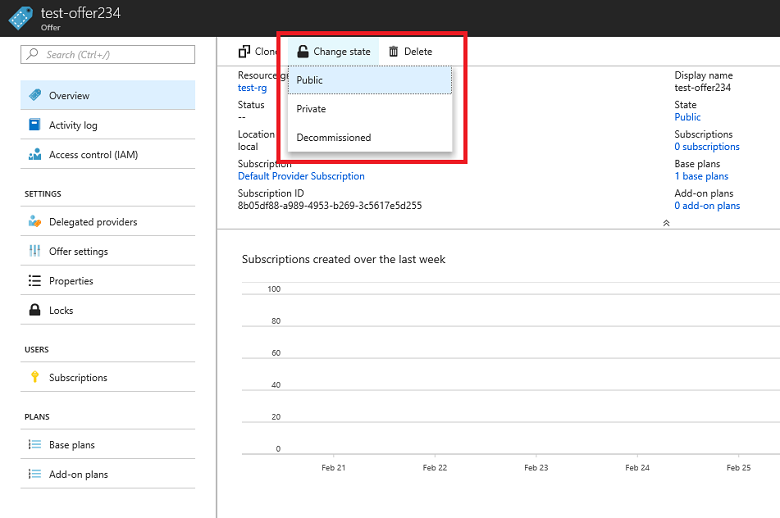 test-offer234
Offer
Search (Ctrl+/)
Overview
Activity log
Access control (IAM)
SETTINGS
Delegated providers
Offer settings
Properties
Locks
USERS
Subscriptions
PLANS
Base plans
Add-on plans
Clone Change state Delete
Public
Private
Decommissioned
Resource g
test-rg
Status
--
Location
local
Subscription
Default Provider Subscription
Subscription ID
8b05df88-a989-4953-b269-3c5617e5d255
Display name
test-offer234
State
Public
Subscriptions
0 subscriptions
Base plans
1 base plans
Add-on plans
0 add-on plans
Subscriptions created over the last week
100
80
60
40
20
0
Feb 21 Feb 22 Feb 23 Feb 24 Feb 25